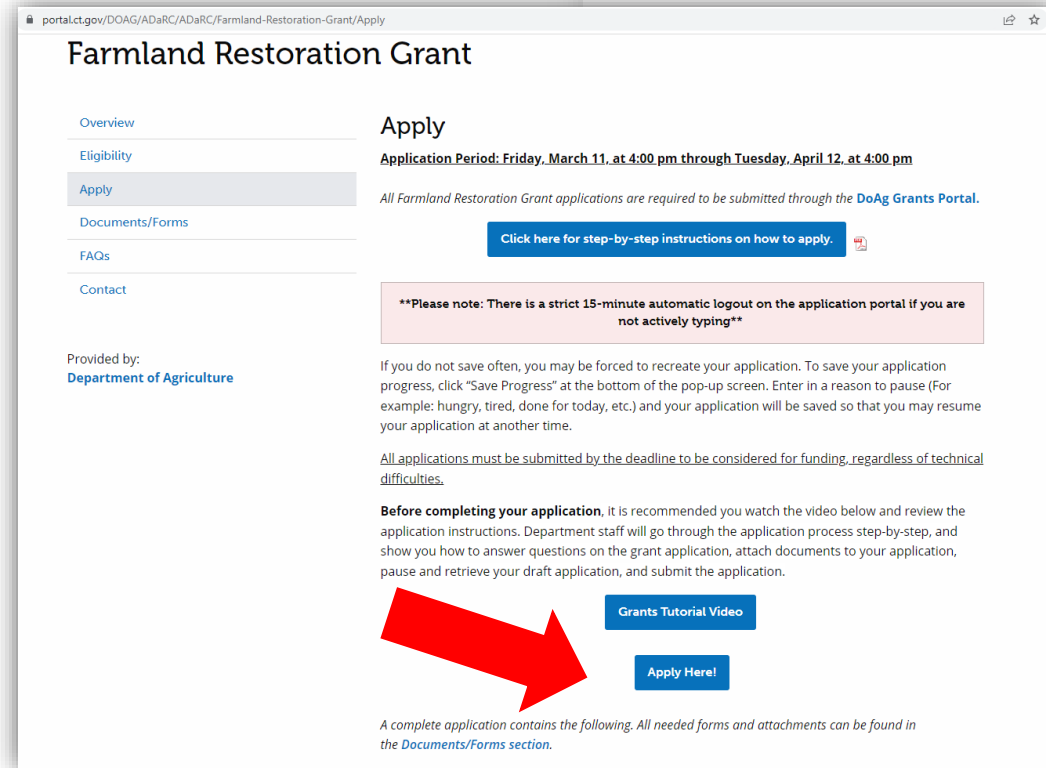 portal.ct.gov/DOAG/ADaRC/ADaRC/Farmland-Restoration-Grant/Apply
Farmland Restoration Grant
Overview
Eligibility
Apply
Documents/Forms
FAQs
Contact
Provided by:
Department of Agriculture
Apply
Application Period: Friday, March 11, at 4:00 pm through Tuesday, April 12, at 4:00 pm
All Farmland Restoration Grant applications are required to be submitted through the DoAg Grants Portal.
Click here for step-by-step instructions on how to apply.
**Please note: There is a strict 15-minute automatic logout on the application portal if you are
not actively typing**
If you do not save often, you may be forced to recreate your application. To save your application
progress, click “Save Progress” at the bottom of the pop-up screen. Enter in a reason to pause (For
example: hungry, tired, done for today, etc.) and your application will be saved so that you may resume
your application at another time.
All applications must be submitted by the deadline to be considered for funding, regardless of technical
difficulties.
Before completing your application, it is recommended you watch the video below and review the
application instructions. Department staff will go through the application process step-by-step, and
show you how to answer questions on the grant application, attach documents to your application,
pause and retrieve your draft application, and submit the application.
Grants Tutorial Video
Apply Here!
A complete application contains the following. All needed forms and attachments can be found in
the Documents/Forms section.